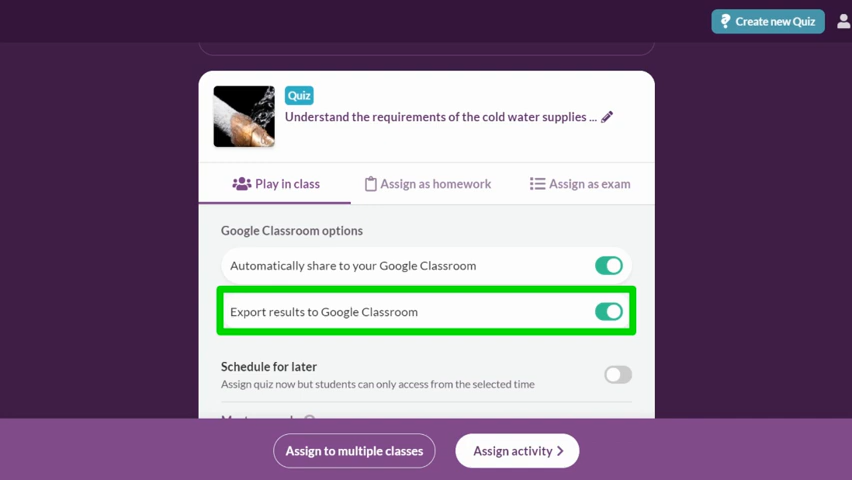 Create new Quiz
Quiz
Understand the requirements of the cold water supplies ...
Play in class
Assign as homework
Assign as exam
Google Classroom options
Automatically share to your Google Classroom
Export results to Google Classroom
Schedule for later
Assign quiz now but students can only access from the selected time
Assign to multiple classes
Assign activity